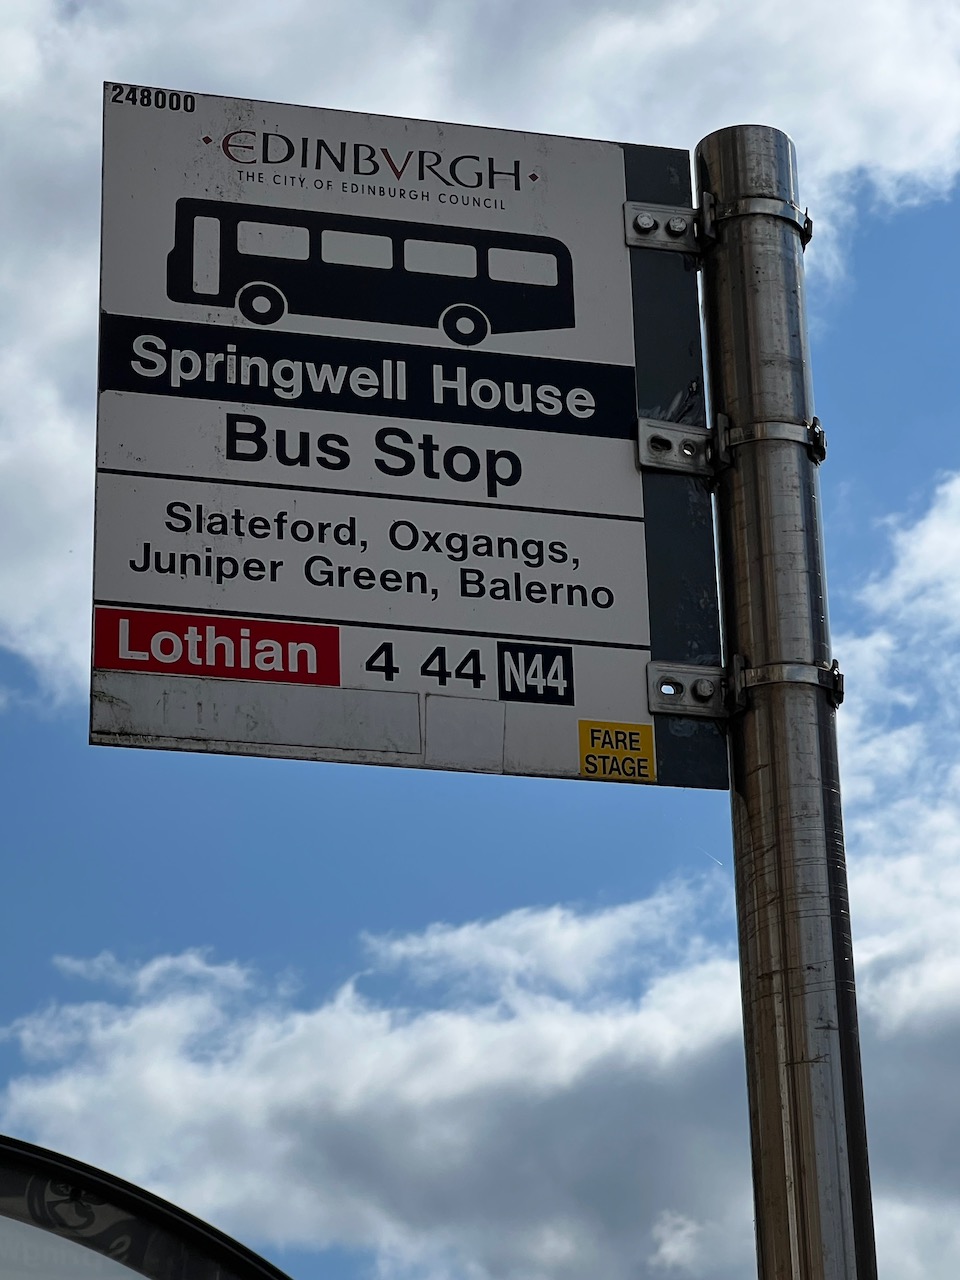 248000
EDINBVRGH
THE CITY OF EDINBURGH COUNCIL
Springwell House
Bus Stop
Slateford, Oxgangs,
Juniper Green, Balerno
Lothian 4 44 N44
FARE
STAGE